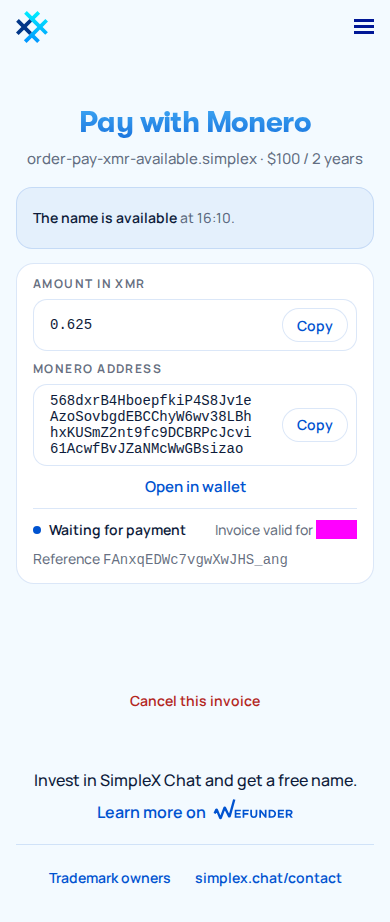 Pay with Monero
order-pay-xmr-available.simplex · $100 / 2 years
The name is available at 16:10.
AMOUNT IN XMR
0.625
Copy
MONERO ADDRESS
568dxrB4HboepfkiP4S8Jv1e
AzoSovbgdEBCChyW6wv38LBh
hxKUSmZ2nt9fc9DCBRPcJcvi
61AcwfBvJZaNMcWwGBsizao
Copy
Open in wallet
Waiting for payment
Invoice valid for
Reference FAnxqEDWc7vgwXwJHS_ang
Cancel this invoice
Invest in SimpleX Chat and get a free name.
Learn more on WEFUNDER
Trademark owners
simplex.chat/contact